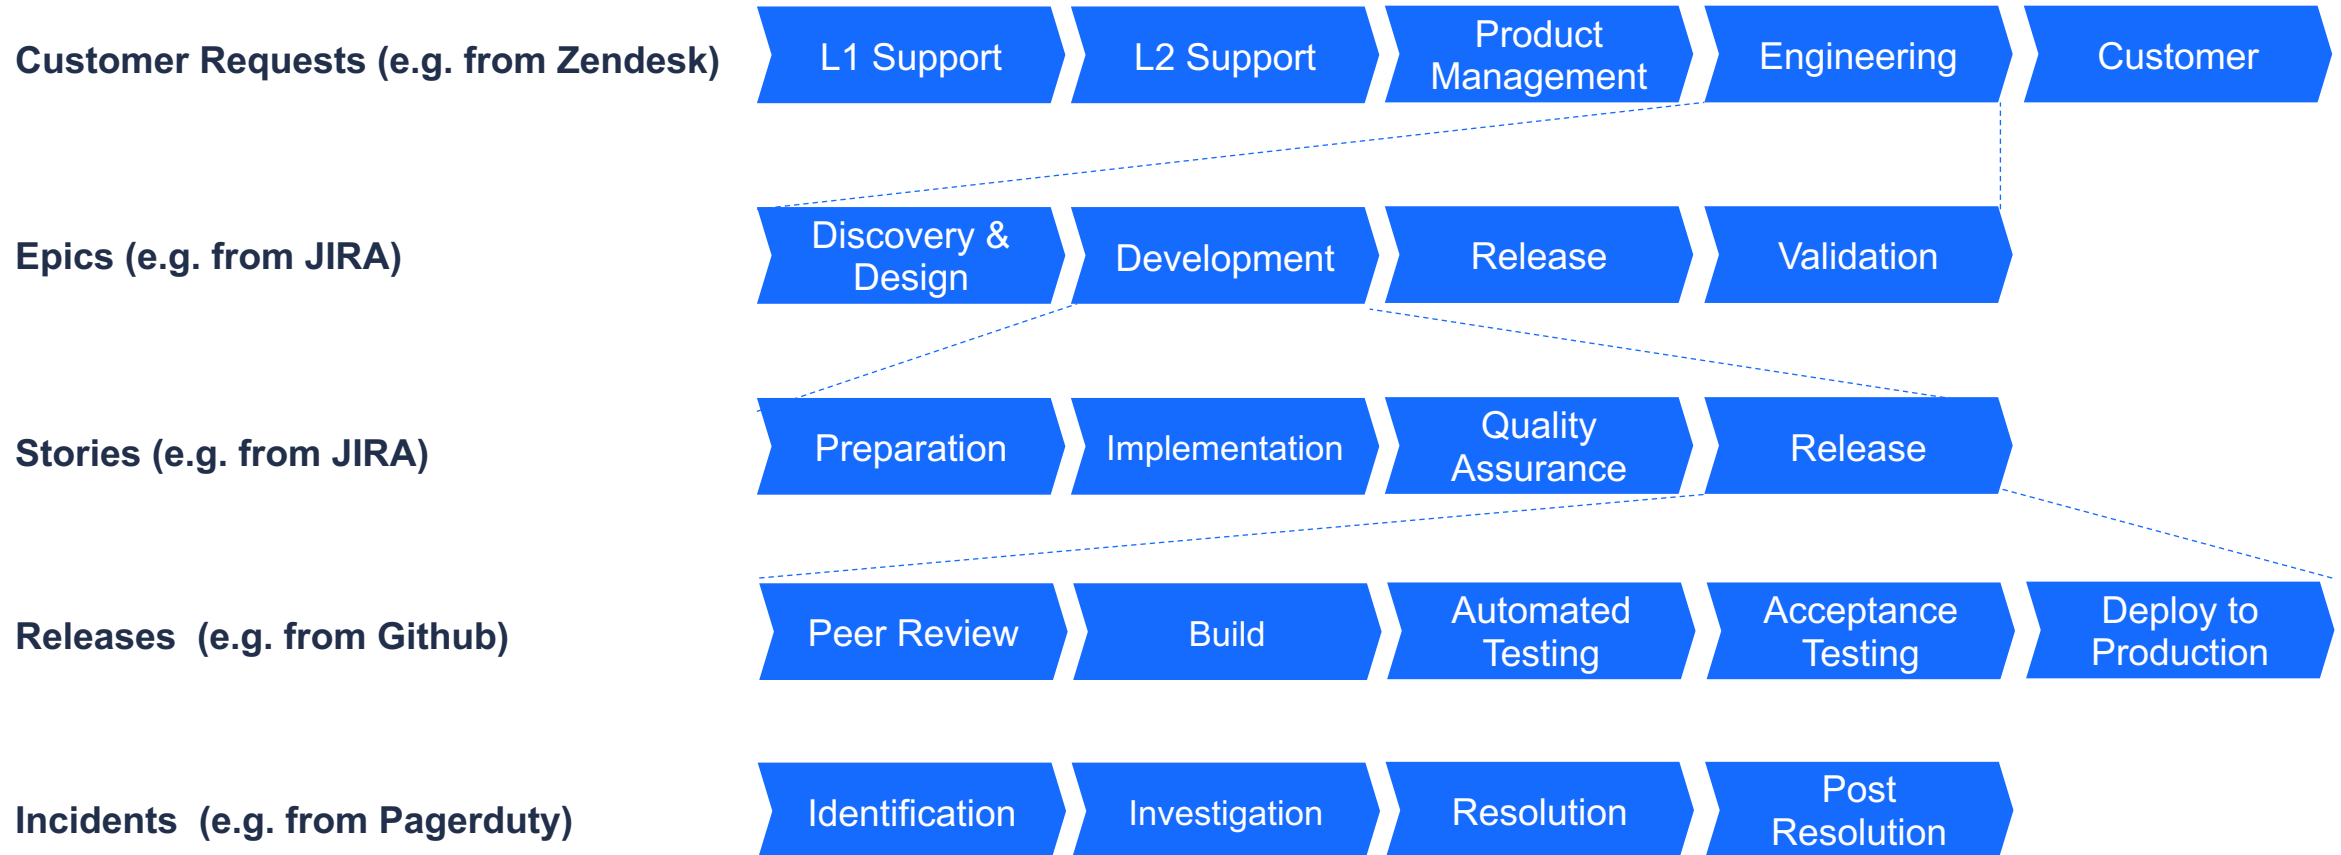 Customer Requests (e.g. from Zendesk)
L1 Support
L2 Support
Product
Management
Engineering
Customer
Epics (e.g. from JIRA)
Discovery &
Design
Development
Release
Validation
Stories (e.g. from JIRA)
Preparation
Implementation
Quality
Assurance
Release
Releases  (e.g. from Github)
Peer Review
Build
Automated
Testing
Acceptance
Testing
Deploy to
Production
Incidents  (e.g. from Pagerduty)
Identification
Investigation
Resolution
Post
Resolution